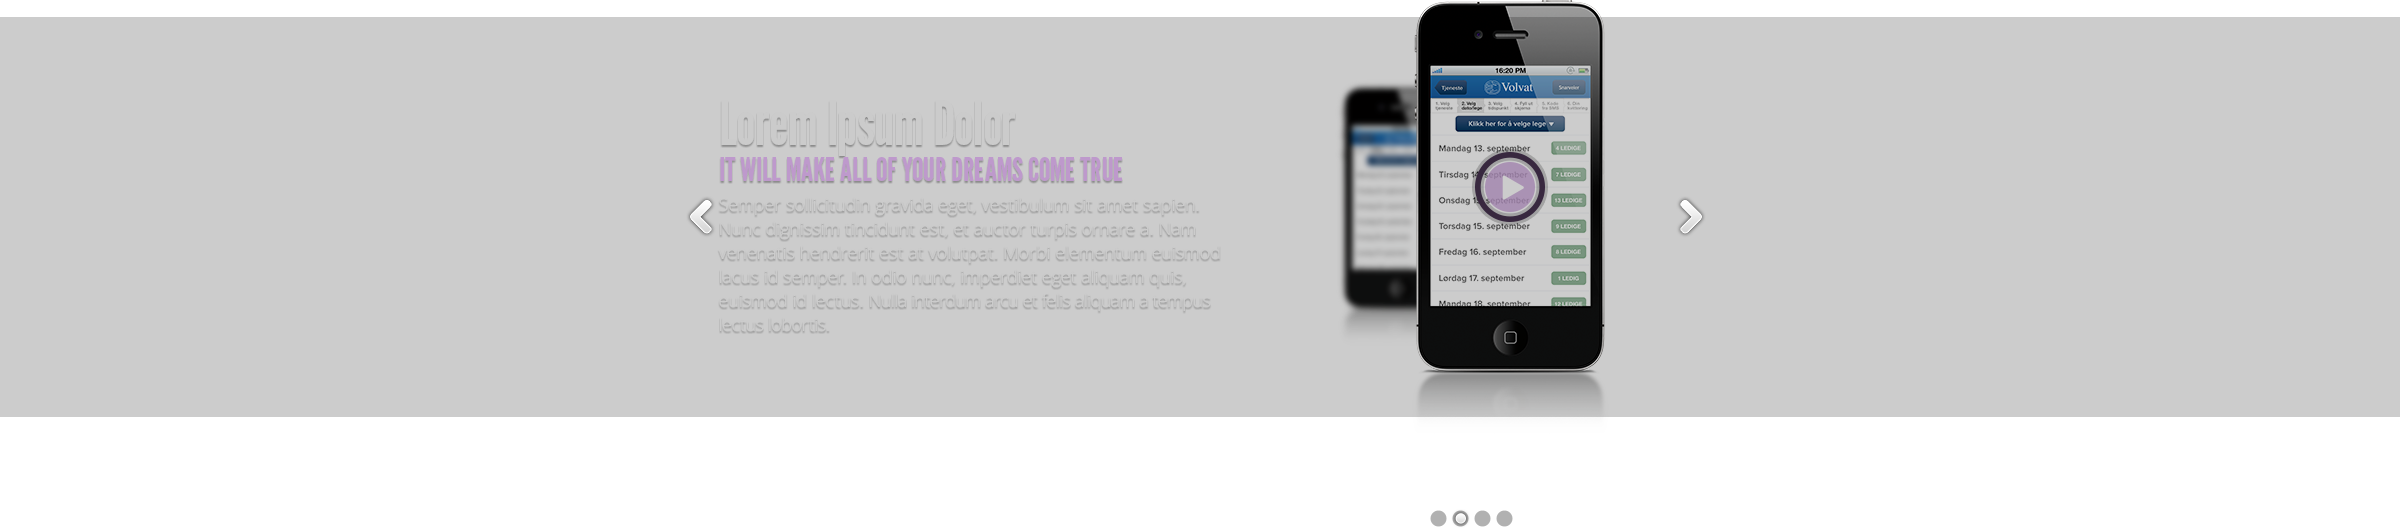 Lorem Ipsum Dolor
IT WILL MAKE ALL OF YOUR DREAMS COME TRUE
Semper sollicitudin gravida eget, vestibulum sit amet sapien.
Nunc dignissim tincidunt est, et auctor turpis ornare a. Nam
venenatis hendrerit est at volutpat. Morbi elementum euismod
lacus id semper. In odio nunc, imperdiet eget aliquam quis,
euismod id lectus. Nulla interdum arcu et felis aliquam a tempus
lectus lobortis.
16:20 PM
Tjeneste Volvat Snarveier
1. Velg 2. Velg 3. Velg 4. Fyll ut 5. Kode 6. Din
tjeneste dato/lege tidspunkt skjema fra SMS
Klikk her for å velge lege
Mandag 13. september 4 LEDIGE
Tirsdag 14. september 7 LEDIGE
Onsdag 15. september 13 LEDIGE
Torsdag 15. september 9 LEDIGE
Fredag 16. september 8 LEDIGE
Lørdag 17. september 1 LEDIG
Mandag 18. september 12 LEDIGE